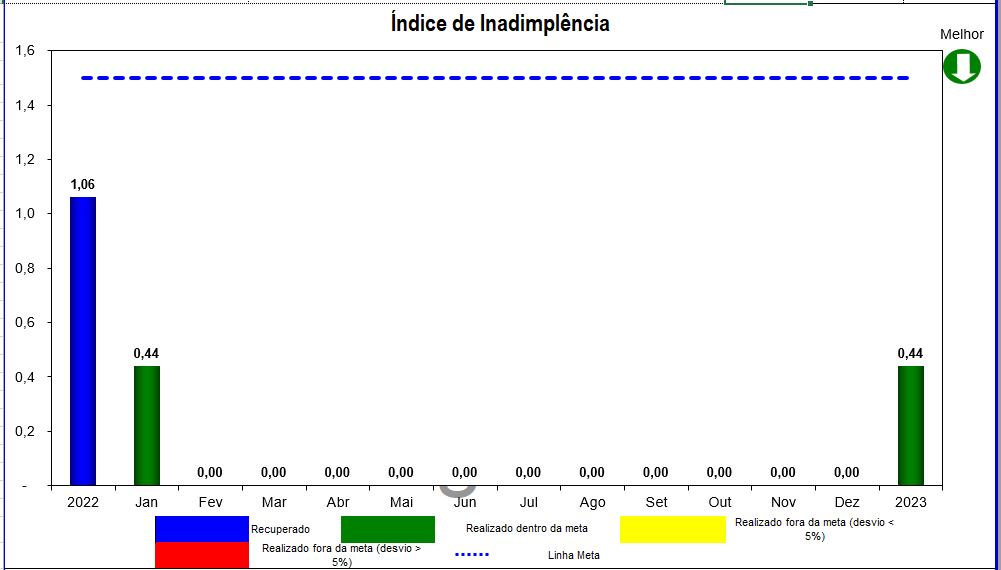 Índice de Inadimplência
Melhor
1,6
1,4
1,2
1,0
0,8
0,6
0,4
0,2
-
1,06
0,44
0,00 0,00 0,00 0,00 0,00 0,00 0,00 0,00 0,00 0,00 0,00
0,44
2022 Jan Fev Mar Abr Mai Jun Jul Ago Set Out Nov Dez 2023
Recuperado
Realizado dentro da meta
Realizado fora da meta (desvio <
5%)
Realizado fora da meta (desvio >
5%)
Linha Meta